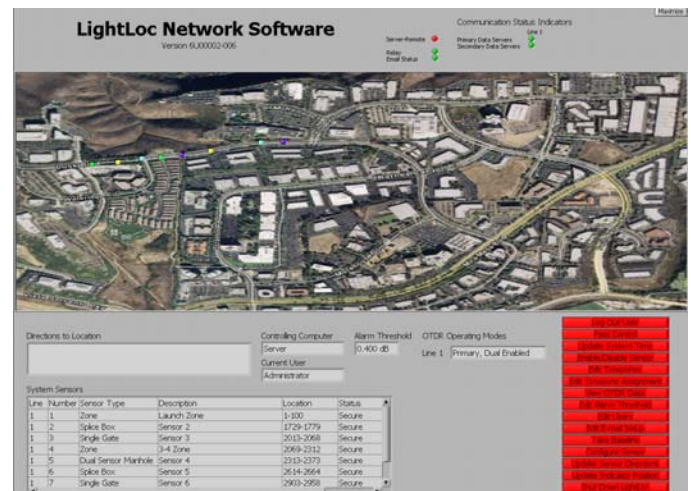 Maximize
LightLoc Network Software
Version 6U00002-006
Communication Status Indicators
Line 1
Server-Remote
Primary Data Servers
Secondary Data Servers
Relay
Email Status
Directions to Location
Controlling Computer
Alarm Threshold
OTDR Operating Modes
Server
0.400 dB
Line 1 Primary, Dual Enabled
Current User
Administrator
System Sensors
Line Number Sensor Type Description Location Status
1 1 Zone Launch Zone 1-100 Secure
1 2 Splice Box Sensor 2 1729-1779 Secure
1 3 Single Gate Sensor 3 2013-2068 Secure
1 4 Zone 3-4 Zone 2069-2312 Secure
1 5 Dual Sensor Manhole Sensor 4 2313-2373 Secure
1 6 Splice Box Sensor 5 2614-2664 Secure
1 7 Single Gate Sensor 6 2903-2958 Secure
Log Out User
Pass Control
Update System Time
Enable/Disable Sensor
Edit Timezones
Edit Timezone Assignment
View OTDR Data
Edit Alarm Threshold
Edit Users
Edit E-mail Setup
Take Baseline
Configure Sensor
Update Sensor Directions
Update Indicator Position